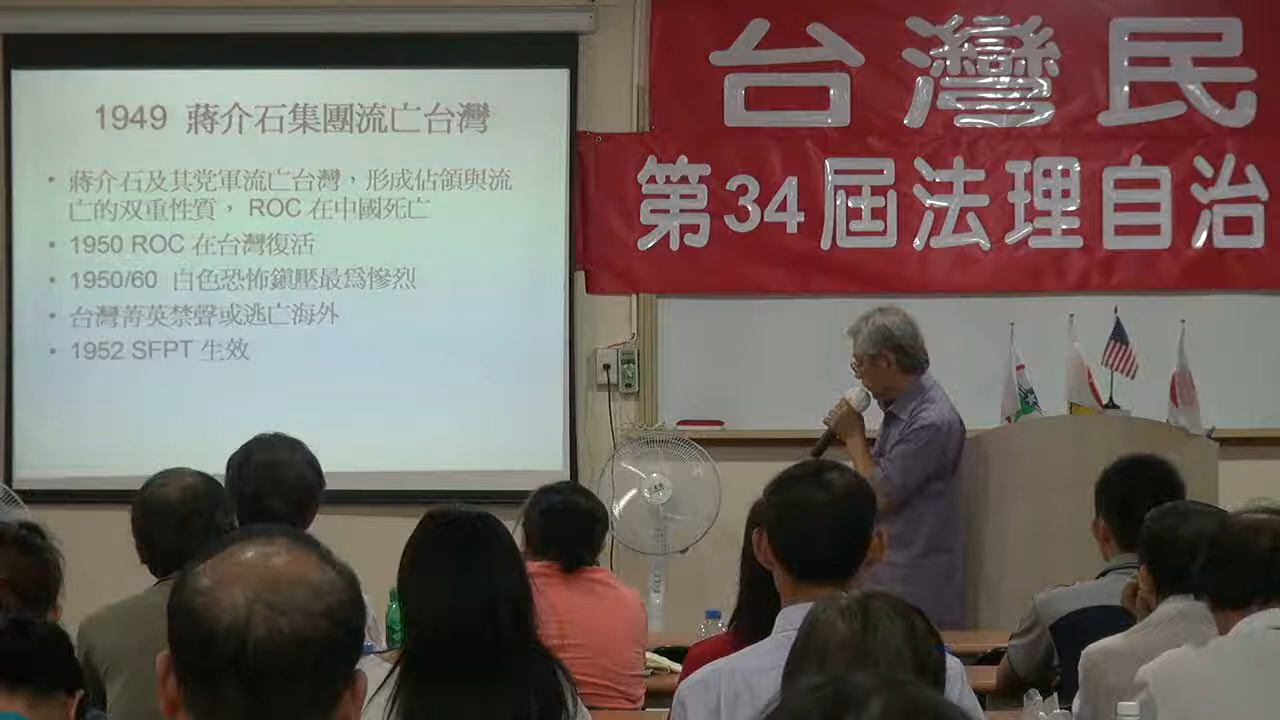 1949 蔣介石集團流亡台灣
• 蔣介石及其党軍流亡台灣，形成佔領與流
亡的双重性質， ROC 在中國死亡
• 1950 ROC 在台灣復活
• 1950/60 白色恐怖鎮壓最爲慘烈
• 台灣菁英禁聲或逃亡海外
• 1952 SFPT 生效
台灣民
第34屆法理自治